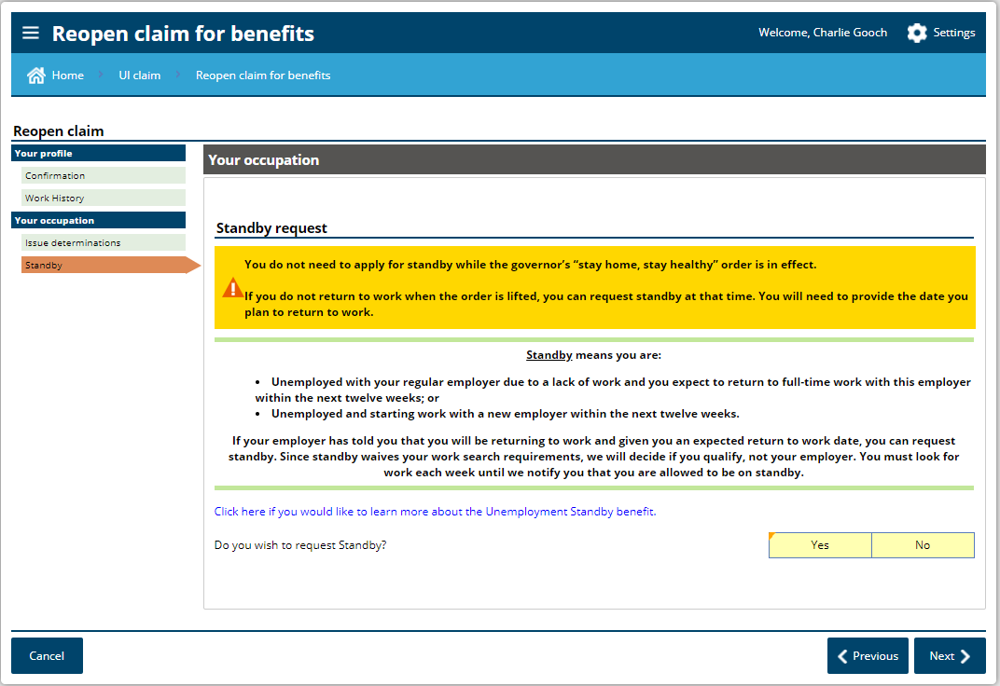 Reopen claim for benefits
Welcome, Charlie Gooch
Settings
Home
UI claim
Reopen claim for benefits
Reopen claim
Your profile
Confirmation
Work History
Your occupation
Issue determinations
Standby
Your occupation
Standby request
You do not need to apply for standby while the governor's “stay home, stay healthy” order is in effect.
If you do not return to work when the order is lifted, you can request standby at that time. You will need to provide the date you
plan to return to work.
Standby means you are:
• Unemployed with your regular employer due to a lack of work and you expect to return to full-time work with this employer
within the next twelve weeks; or
• Unemployed and starting work with a new employer within the next twelve weeks.
If your employer has told you that you will be returning to work and given you an expected return to work date, you can request
standby. Since standby waives your work search requirements, we will decide if you qualify, not your employer. You must look for
work each week until we notify you that you are allowed to be on standby.
Click here if you would like to learn more about the Unemployment Standby benefit.
Do you wish to request Standby?
Yes
No
Cancel
Previous
Next